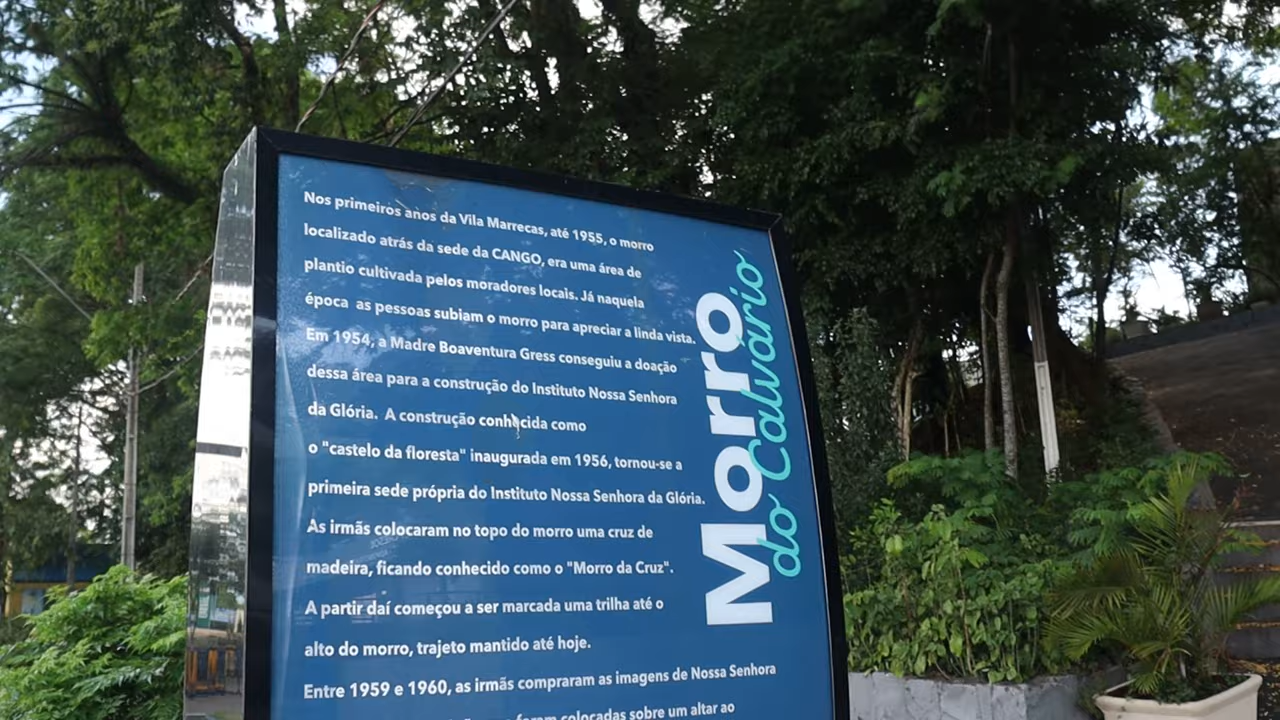 Nos primeiros anos da Vila Marrecas, até 1955, o morro
localizado atrás da sede da CANGO, era uma área de
plantio cultivada pelos moradores locais. Já naquela
época as pessoas subiam o morro para apreciar a linda vista.
Em 1954, a Madre Boaventura Gress conseguiu a doação
dessa área para a construção do Instituto Nossa Senhora
da Glória. A construção conhecida como
o "castelo da floresta" inaugurada em 1956, tornou-se a
primeira sede própria do Instituto Nossa Senhora da Glória.
As irmãs colocaram no topo do morro uma cruz de
madeira, ficando conhecido como o "Morro da Cruz".
A partir daí começou a ser marcada uma trilha até o
alto do morro, trajeto mantido até hoje.
Entre 1959 e 1960, as irmãs compraram as imagens de Nossa Senhora
foram colocadas sobre um altar ao
Morro
do Calvário